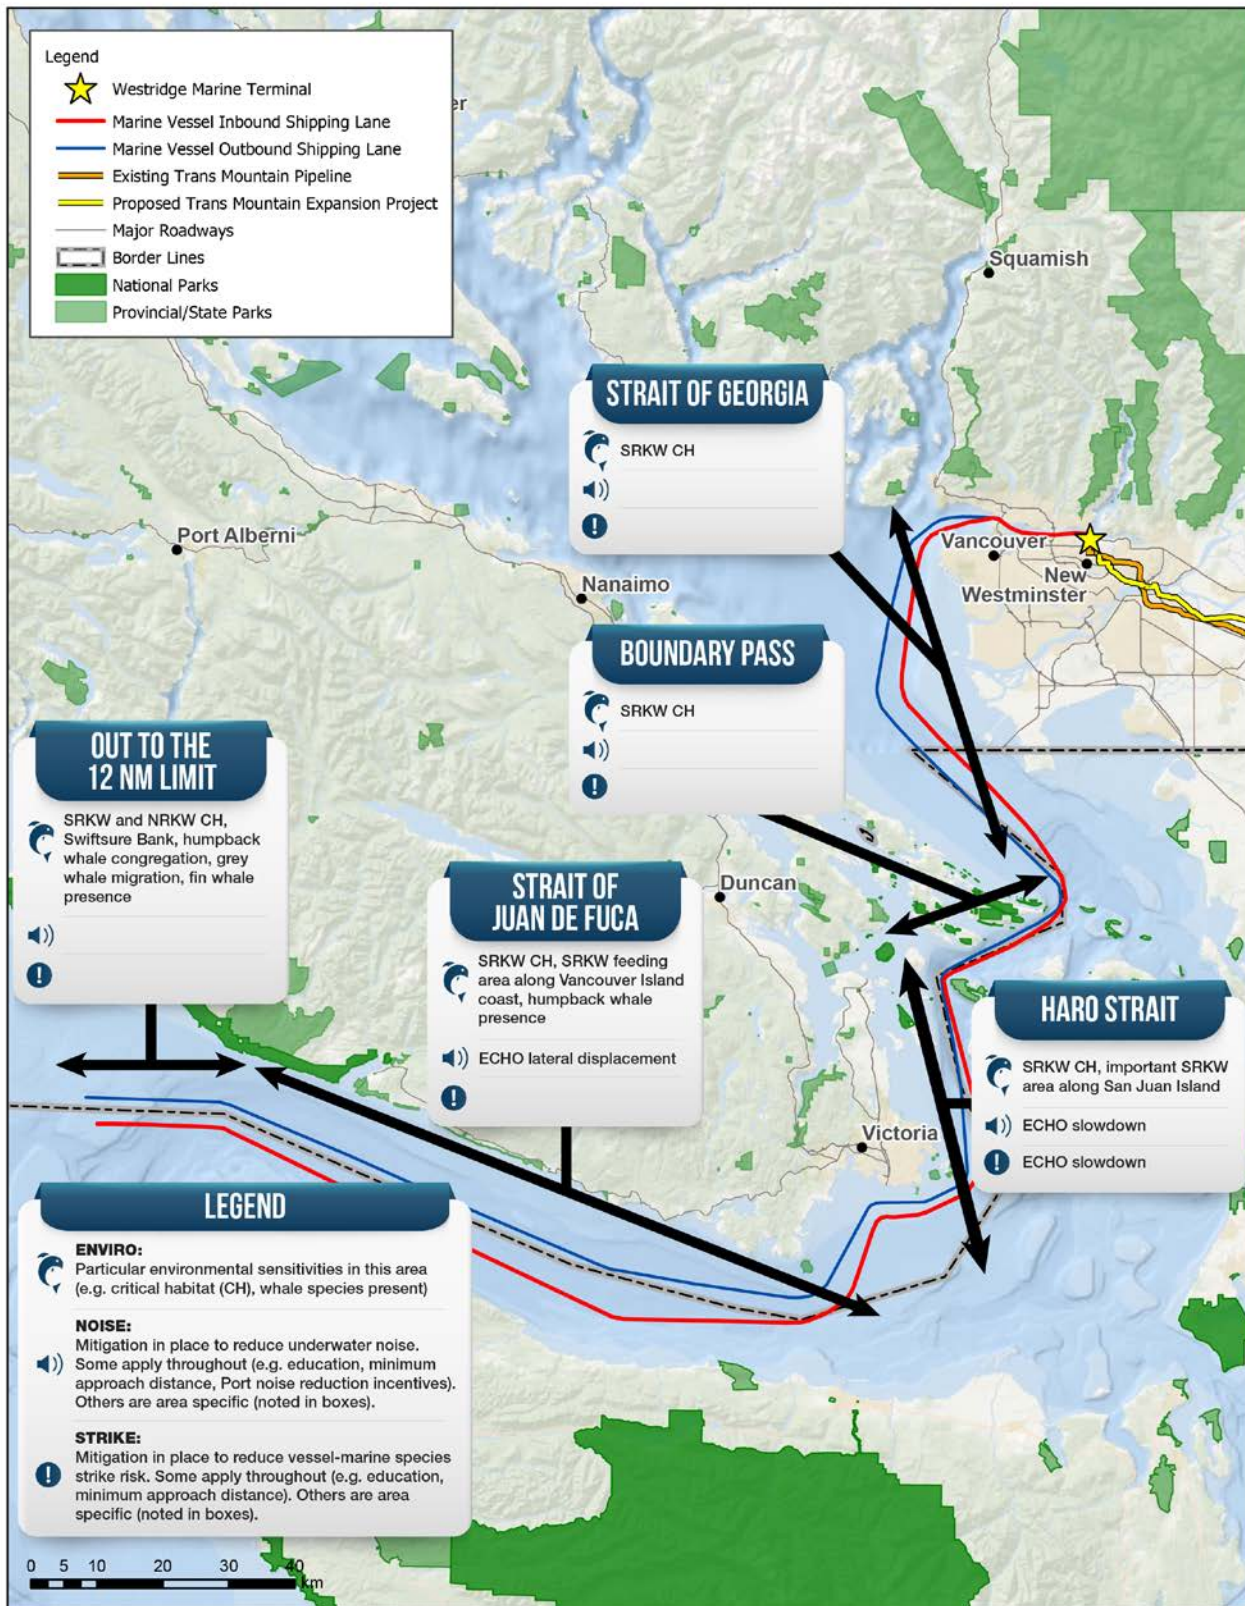 Legend
Westridge Marine Terminal
Marine Vessel Inbound Shipping Lane
Marine Vessel Outbound Shipping Lane
Existing Trans Mountain Pipeline
Proposed Trans Mountain Expansion Project
Major Roadways
Border Lines
National Parks
Provincial/State Parks
er
Squamish
STRAIT OF GEORGIA
SRKW CH
Port Alberni
Vancouver
Nanaimo
New
Westminster
BOUNDARY PASS
SRKW CH
OUT TO THE
12 NM LIMIT
SRKW and NRKW CH,
Swiftsure Bank, humpback
whale congregation, grey
whale migration, fin whale
presence
Duncan
STRAIT OF
JUAN DE FUCA
SRKW CH, SRKW feeding
area along Vancouver Island
coast, humpback whale
presence
ECHO lateral displacement
HARO STRAIT
SRKW CH, important SRKW
area along San Juan Island
ECHO slowdown
ECHO slowdown
Victoria
LEGEND
ENVIRO:
Particular environmental sensitivities in this area
(e.g. critical habitat (CH), whale species present)
NOISE:
Mitigation in place to reduce underwater noise.
Some apply throughout (e.g. education, minimum
approach distance, Port noise reduction incentives).
Others are area specific (noted in boxes).
STRIKE:
Mitigation in place to reduce vessel-marine species
strike risk. Some apply throughout (e.g. education,
minimum approach distance). Others are area
specific (noted in boxes).
0 5 10 20 30 40
km